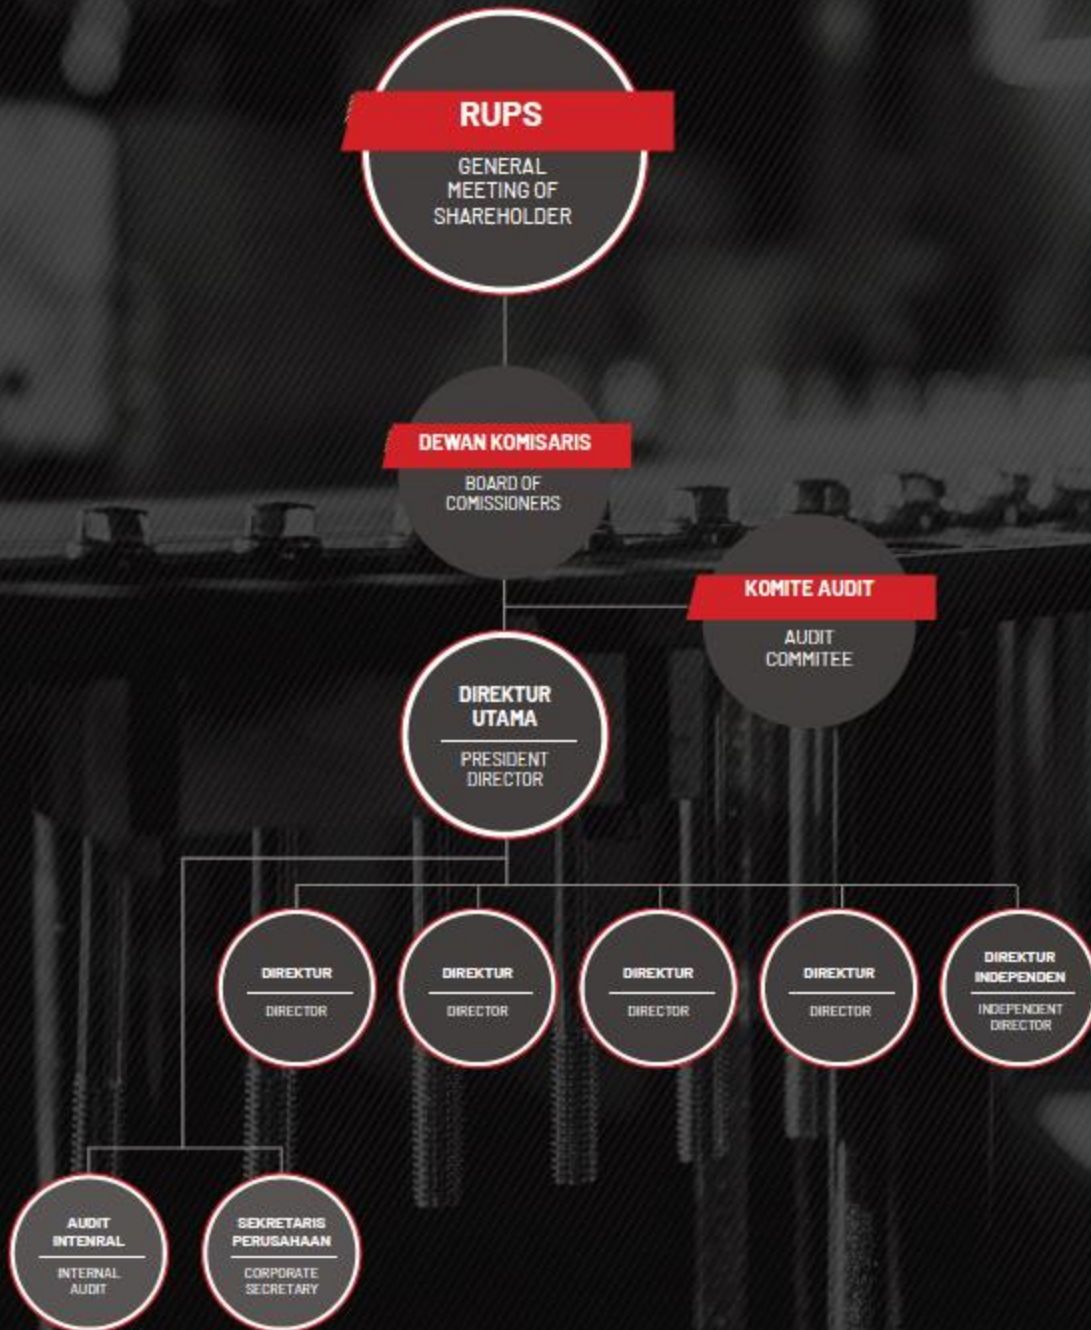 RUPS
GENERAL
MEETING OF
SHAREHOLDER
DEWAN KOMISARIS
BOARD OF
COMISSIONERS
KOMITE AUDIT
AUDIT
COMMITEE
DIREKTUR
UTAMA
PRESIDENT
DIRECTOR
DIREKTUR
DIRECTOR
DIREKTUR
DIRECTOR
DIREKTUR
DIRECTOR
DIREKTUR
DIRECTOR
DIREKTUR
INDEPENDEN
INDEPENDENT
DIRECTOR
AUDIT
INTENRAL
INTERNAL
AUDIT
SEKRETARIS
PERUSAHAAN
CORPORATE
SECRETARY